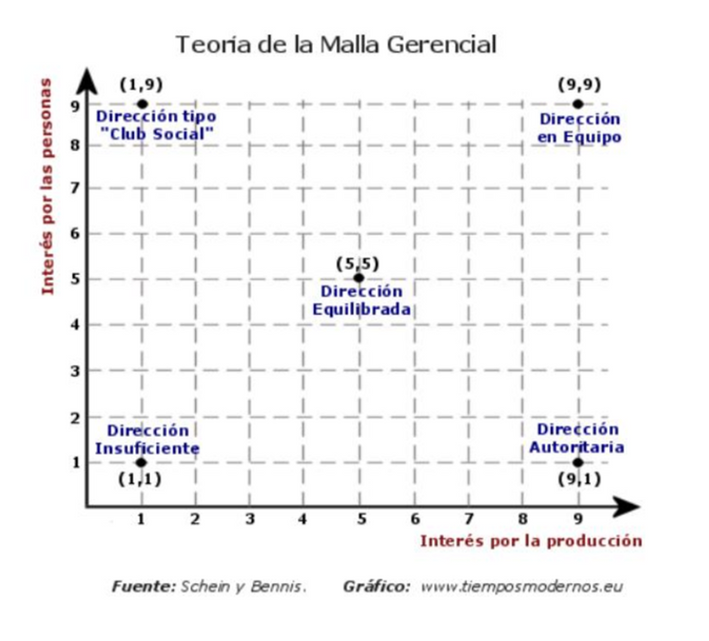 Teoría de la Malla Gerencial
Interés por las personas
(1,9)
Dirección tipo
"Club Social"
(9,9)
Dirección
en Equipo
(5,5)
Dirección
Equilibrada
Dirección
Insuficiente
(1,1)
Dirección
Autoritaria
(9,1)
9
8
7
6
5
4
3
2
1
1 2 3 4 5 6 7 8 9
Interés por la producción
Fuente: Schein y Bennis. Gráfico: www.tiemposmodernos.eu